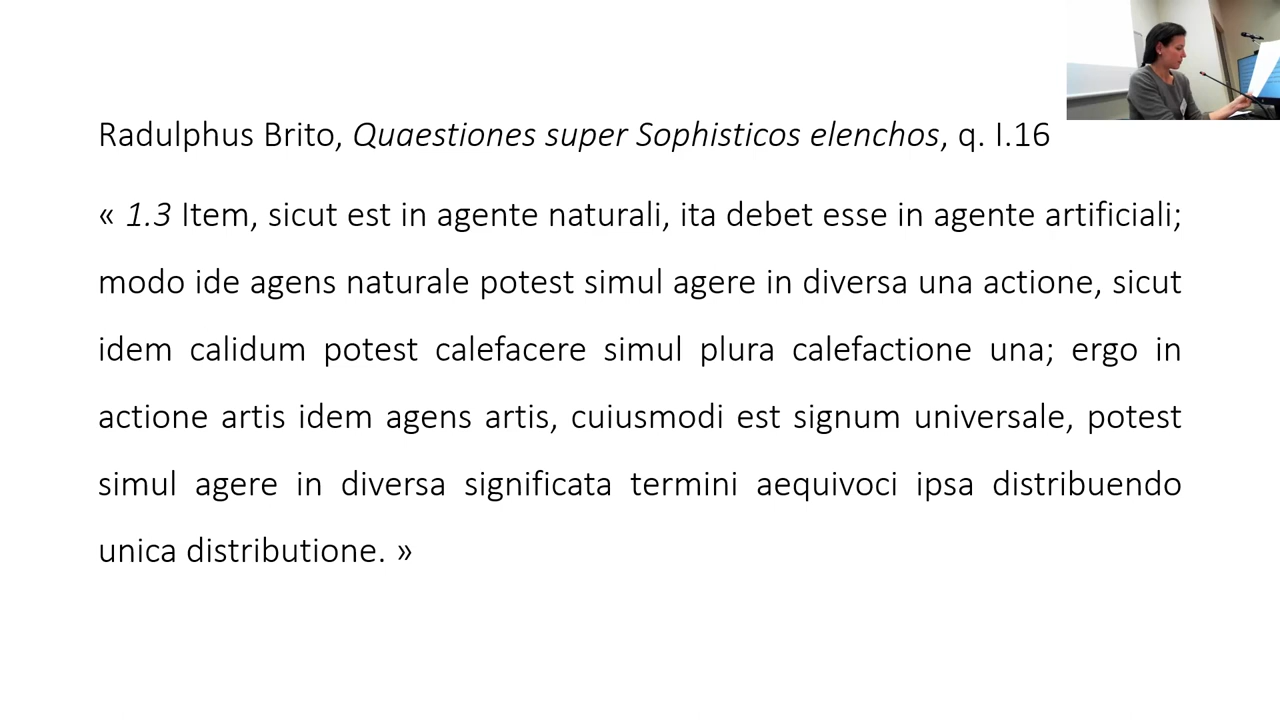 Radulphus Brito, Quaestiones super Sophisticos elenchos, q. I.16
« 1.3 Item, sicut est in agente naturali, ita debet esse in agente artificiali;
modo ide agens naturale potest simul agere in diversa una actione, sicut
idem calidum potest calefacere simul plura calefactione una; ergo in
actione artis idem agens artis, cuiusmodi est signum universale, potest
simul agere in diversa significata termini aequivoci ipsa distribuendo
unica distributione. »